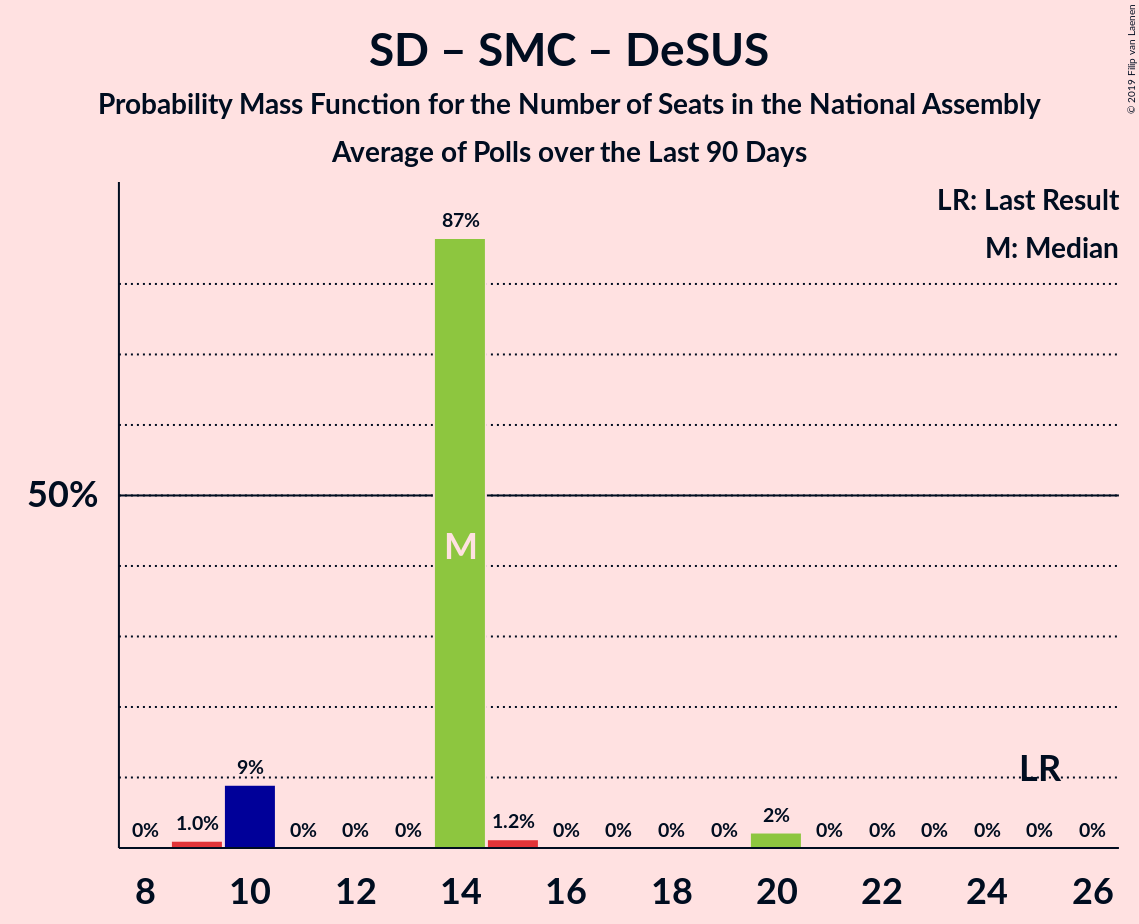 SD – SMC – DeSUS
Probability Mass Function for the Number of Seats in the National Assembly
Average of Polls over the Last 90 Days
© 2019 Filip van Laenen
LR: Last Result
M: Median
87%
50%
M
LR
9%
2%
0% 1.0% 0% 0% 0% 1.2% 0% 0% 0% 0% 0% 0% 0% 0% 0% 0%
8 10 12 14 16 18 20 22 24 26